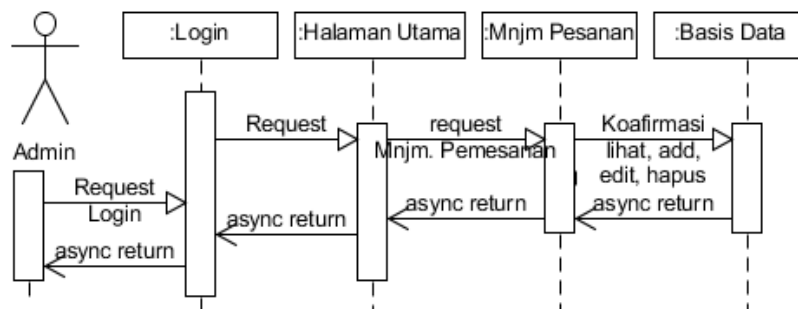 :Login
:Halaman Utama
:Mnjm Pesanan
:Basis Data
Admin
Request
request
Mnjm. Pemesanan
Koafirmasi
lihat, add,
edit, hapus
Request
Login
async return
async return
async return
async return